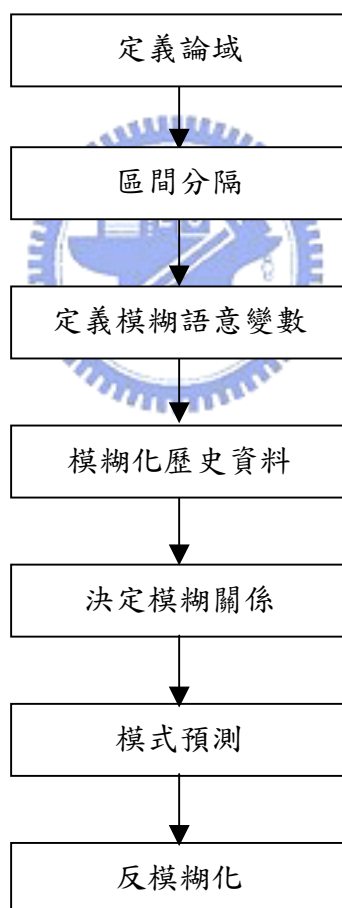 定義論域
區間分隔
定義模糊語意變數
模糊化歷史資料
決定模糊關係
模式預測
反模糊化